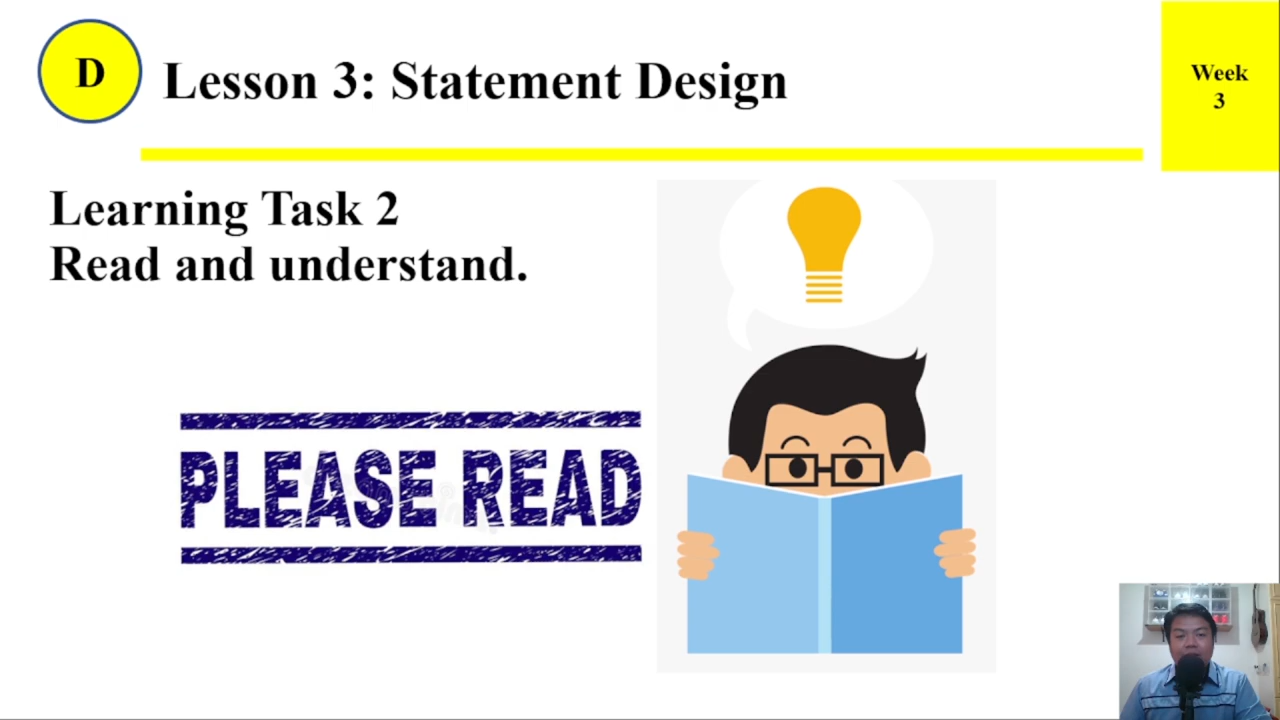 D
Lesson 3: Statement Design
Week
3
Learning Task 2
Read and understand.
PLEASE READ